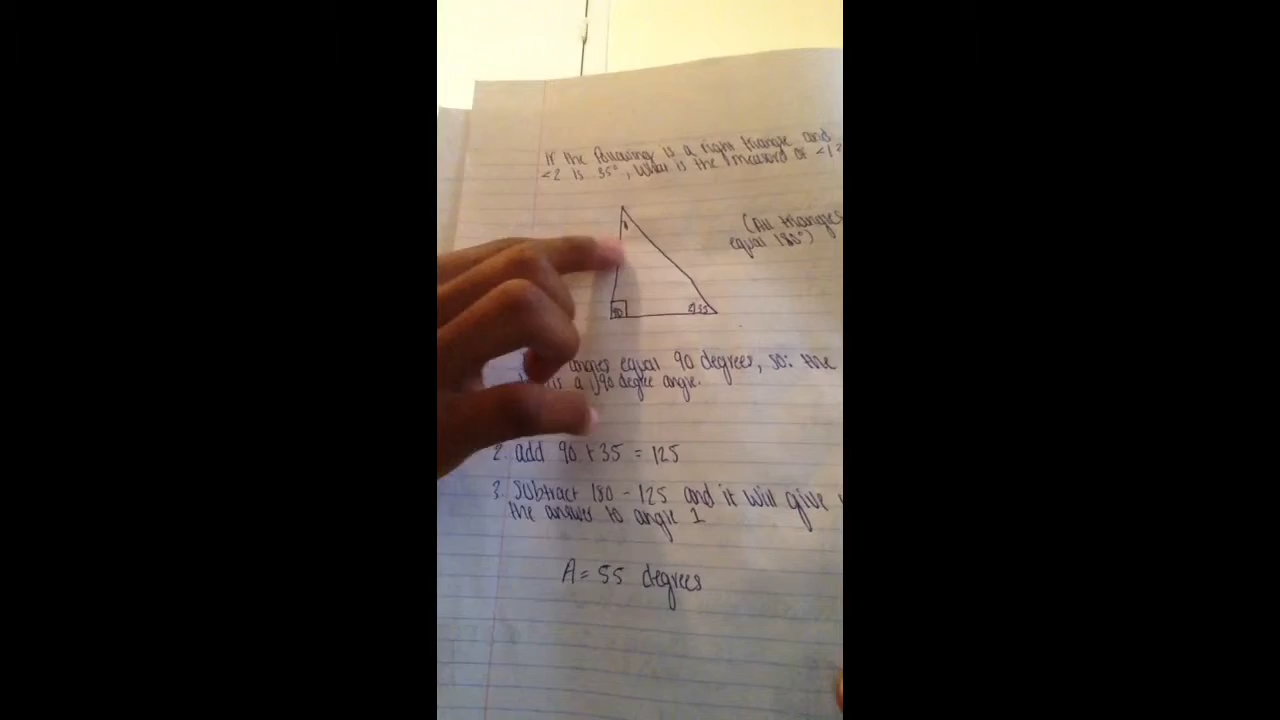 If the following is a right triangle and
<2 is 35°, What is the measure of <1?
(All triangles
equal 180°)
1
90
2) 35
angles equal 90 degrees, so: the
is a 90 degree angle.
2. add 90 + 35 = 125
3. Subtract 180 - 125 and it will give
the answer to angle 1
A = 55 degrees